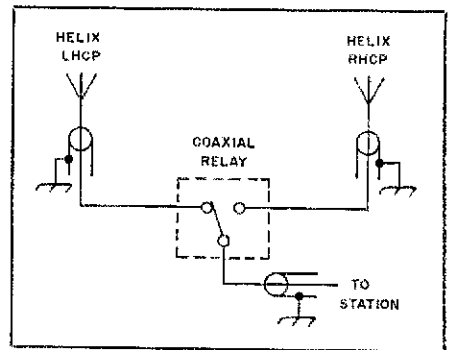 HELIX
LHCP
HELIX
RHCP
COAXIAL
RELAY
TO
STATION